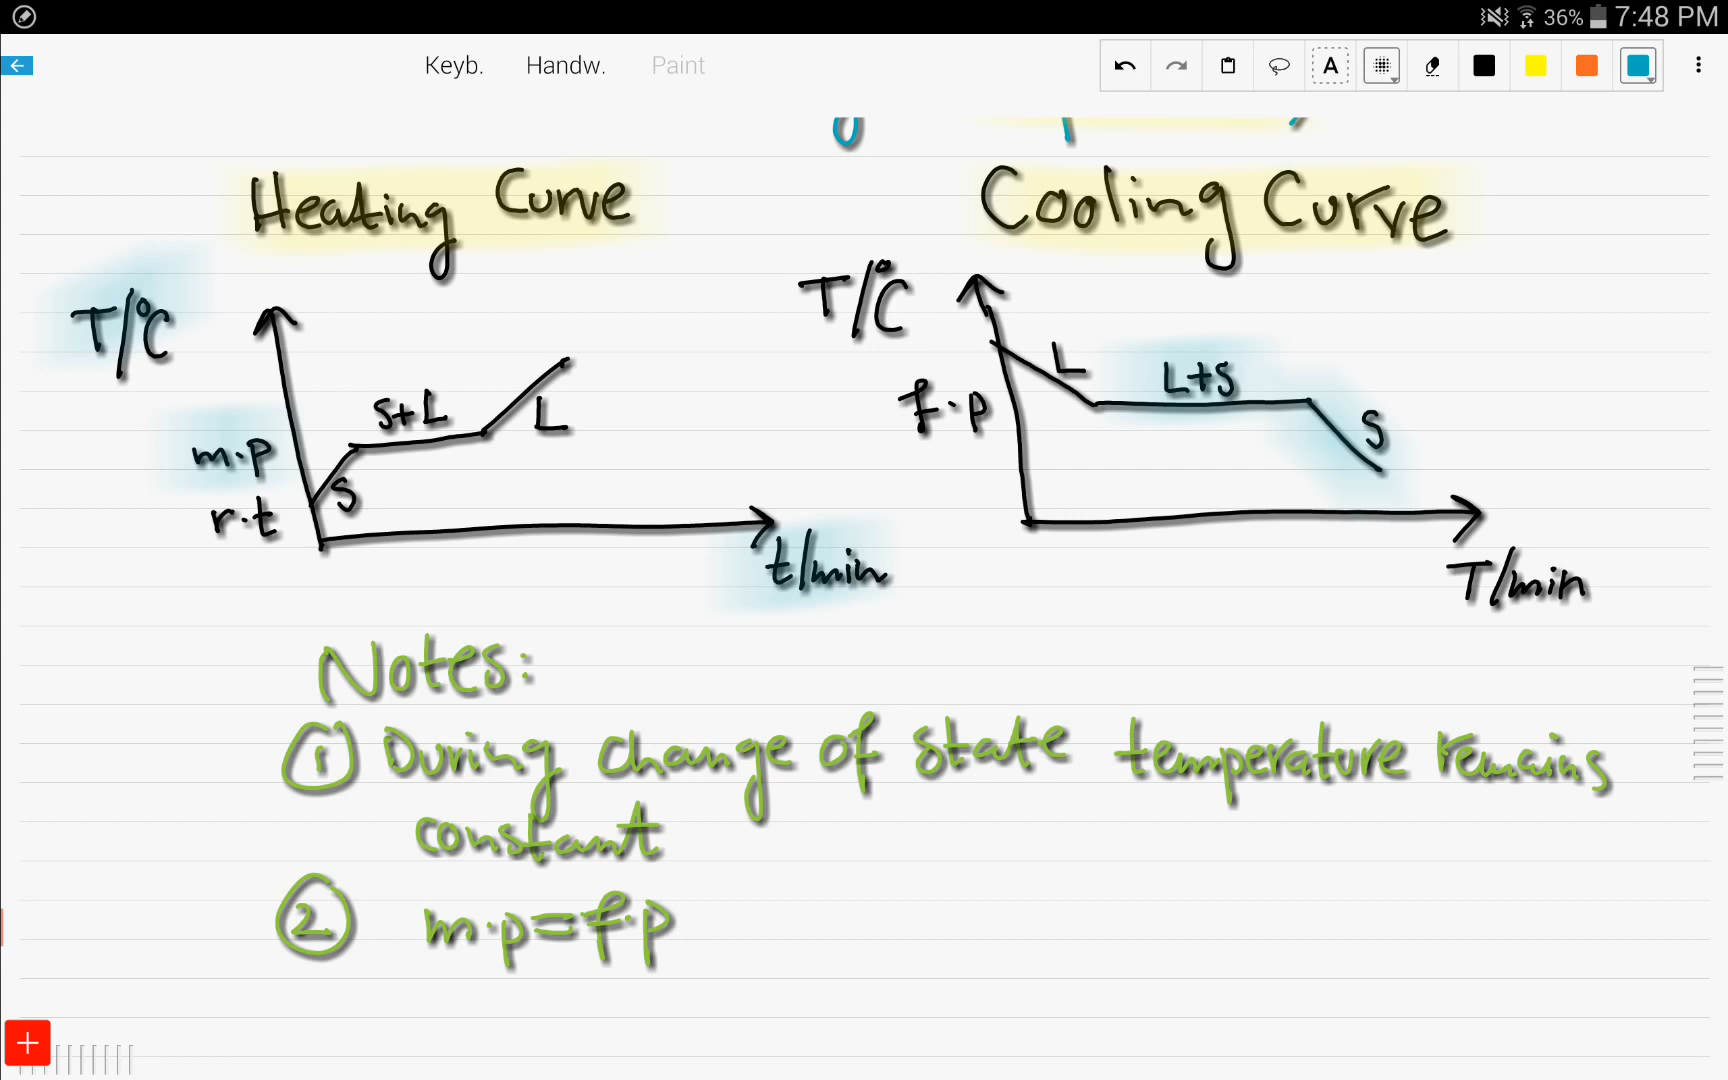 36% 7:48 PM
Keyb. Handw. Paint
A
Heating Curve
Cooling Curve
T/°C
m.p
r.t
S
S+L
L
t/min
T/°C
f.p
L
L+S
S
T/min
Notes:
① During change of state temperature remains
constant
② m.p=f.p